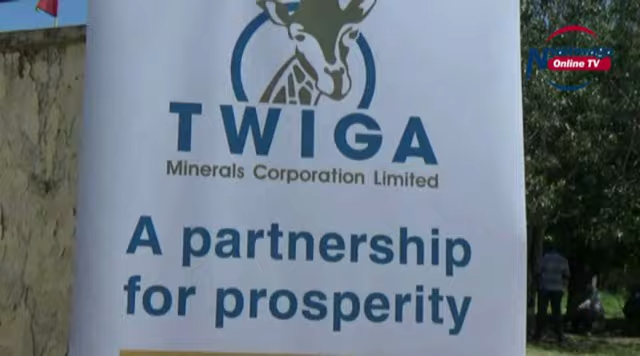 Online TV
TWIGA
Minerals Corporation Limited
A partnership
for prosperity